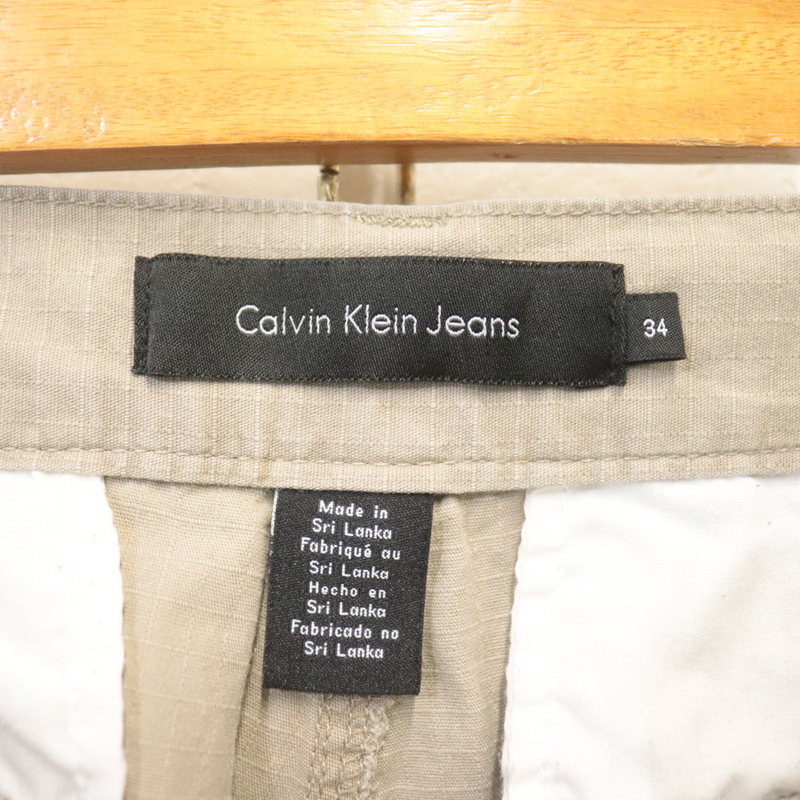 Calvin Klein Jeans
34
Made in
Sri Lanka
Fabriqué au
Sri Lanka
Hecho en
Sri Lanka
Fabricado no
Sri Lanka